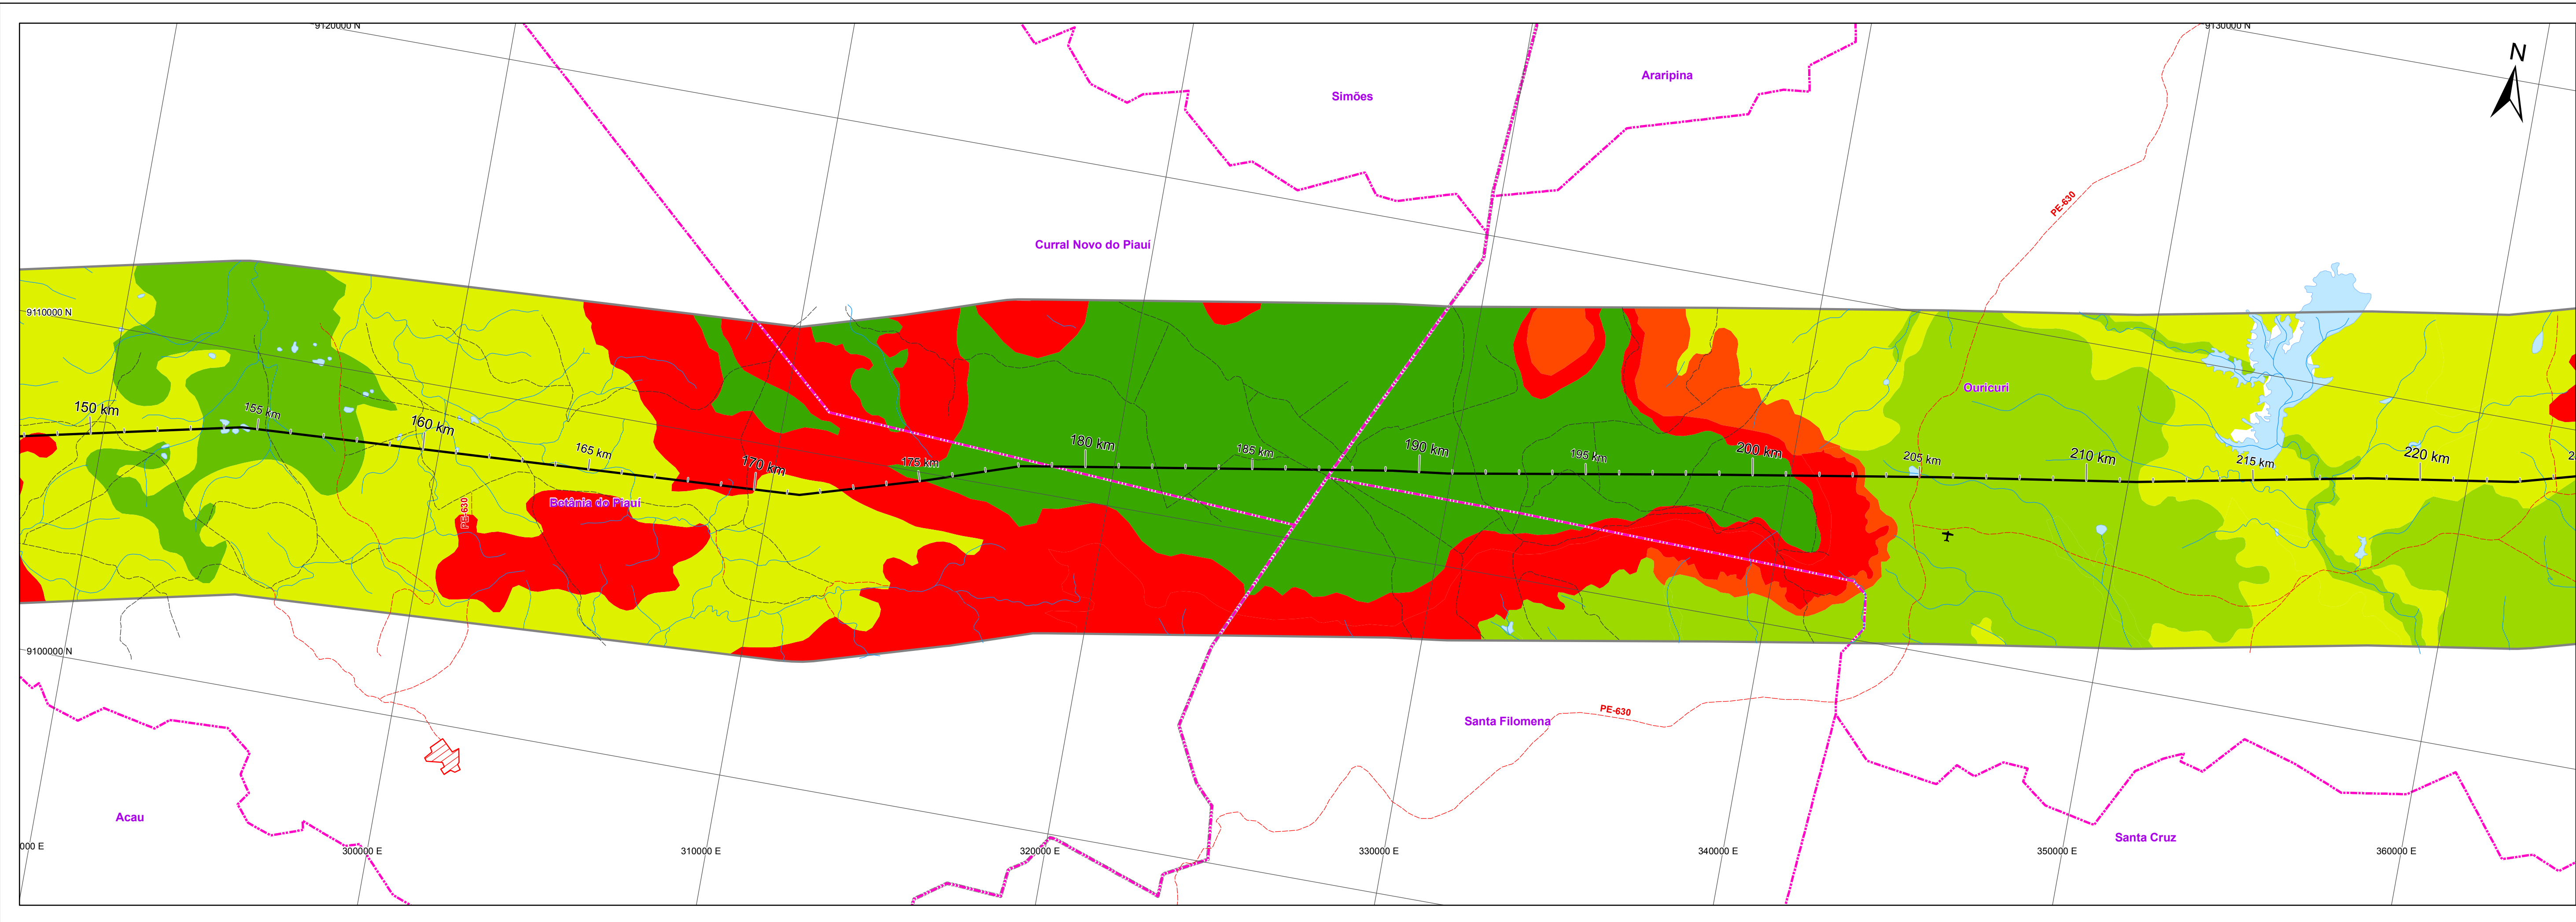 9120000 N
9130000 N
N
Araripina
Simões
PE-630
Curral Novo do Piauí
9110000 N
Ouricuri
150 km
155 km
160 km
165 km
170 km
175 km
180 km
185 km
190 km
195 km
200 km
205 km
210 km
215 km
220 km
2
Betânia do Piauí
PE-630
9100000 N
PE-630
Santa Filomena
Acau
Santa Cruz
000 E
300000 E
310000 E
320000 E
330000 E
340000 E
350000 E
360000 E